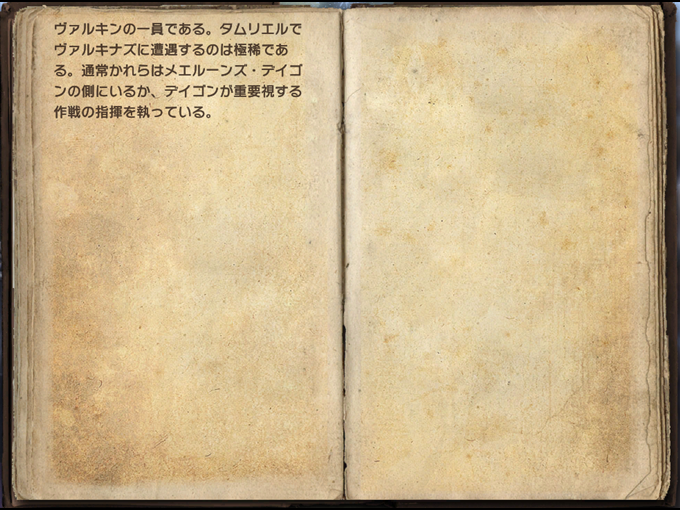 ヴァルキンの一員である。タムリエルで
ヴァルキナズに遭遇するのは極稀であ
る。通常かれらはメエルーンズ・デイゴ
ンの側にいるか、デイゴンが重要視する
作戦の指揮を執っている。